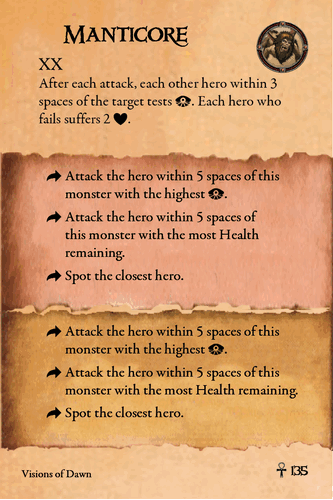 MANTICORE
XX
After each attack, each other hero within 3
spaces of the target tests . Each hero who
fails suffers 2 .
Attack the hero within 5 spaces of this
monster with the highest .
Attack the hero within 5 spaces of
this monster with the most Health
remaining.
Spot the closest hero.
Attack the hero within 5 spaces of this
monster with the highest .
Attack the hero within 5 spaces of this
monster with the most Health remaining.
Spot the closest hero.
Visions of Dawn
135